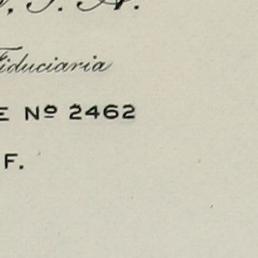 S. A.
Fiduciaria
E Nº 2462
F.